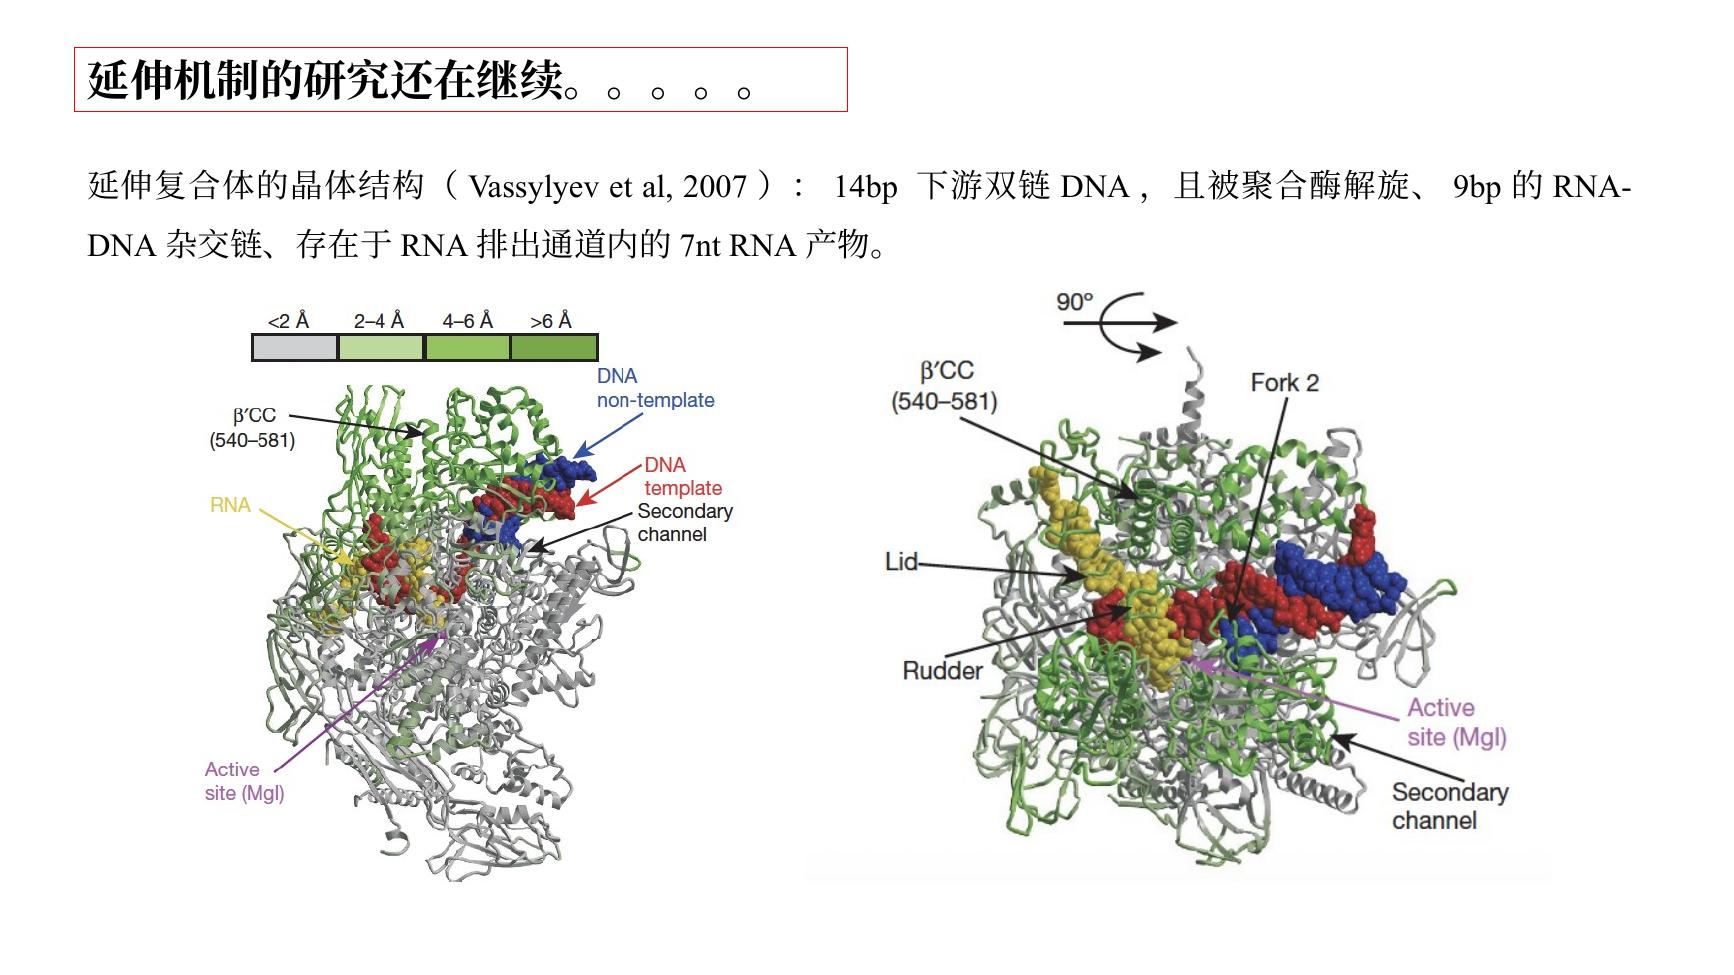 延伸机制的研究还在继续。。。。。
延伸复合体的晶体结构（ Vassylyev et al, 2007 ）： 14bp 下游双链 DNA ，且被聚合酶解旋、 9bp 的 RNA-
DNA 杂交链、存在于 RNA 排出通道内的 7nt RNA 产物。
<2 Å 2–4 Å 4–6 Å >6 Å
DNA
non-template
β′CC
(540–581)
DNA
template
RNA
Secondary
channel
Active
site (MgI)
90º
β′CC
(540–581)
Fork 2
Lid
Rudder
Active
site (MgI)
Secondary
channel